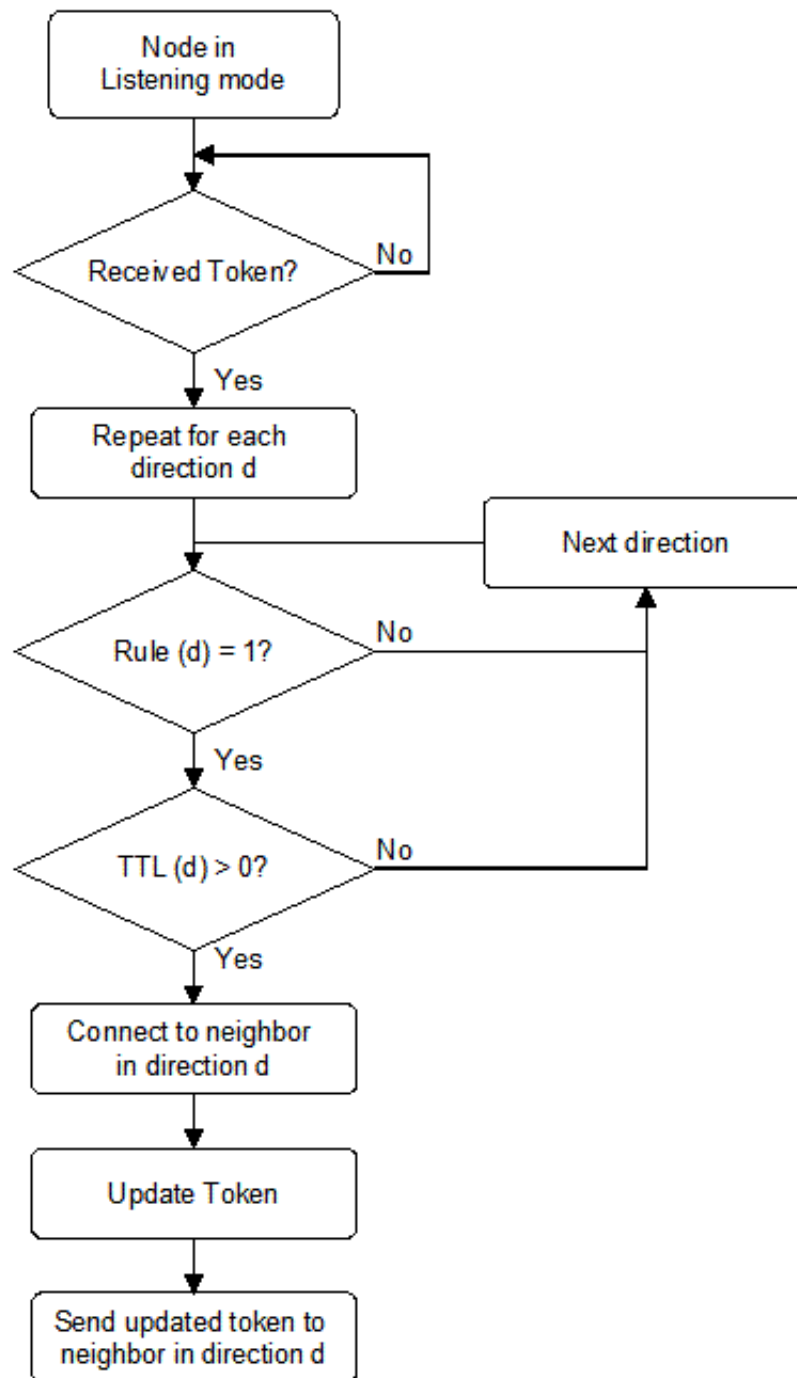 Node in
Listening mode
Received Token?
No
Yes
Repeat for each
direction d
Next direction
Rule (d) = 1?
No
Yes
TTL (d) > 0?
No
Yes
Connect to neighbor
in direction d
Update Token
Send updated token to
neighbor in direction d